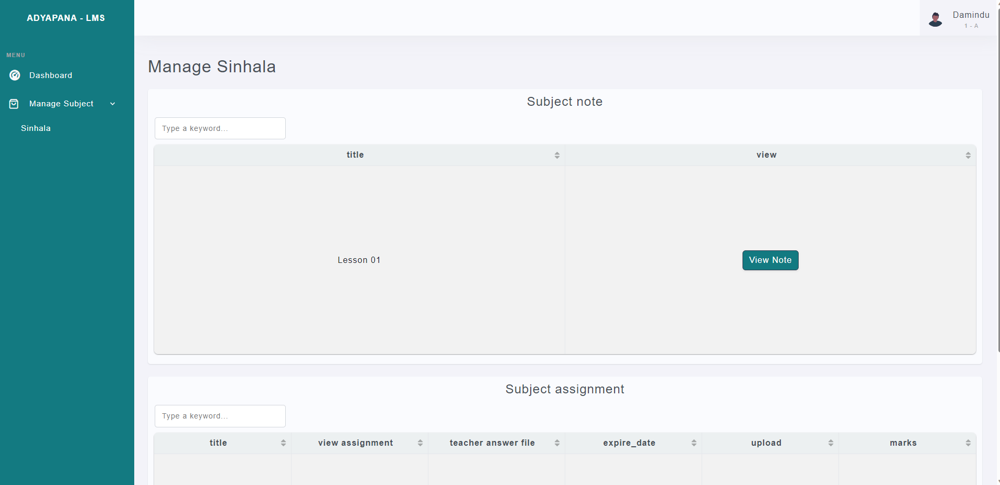 ADYAPANA - LMS
Damindu
1 - A
MENU
Dashboard
Manage Subject
Sinhala
Manage Sinhala
Subject note
Type a keyword...
title view
Lesson 01 View Note
Subject assignment
Type a keyword...
title view assignment teacher answer file expire_date upload marks